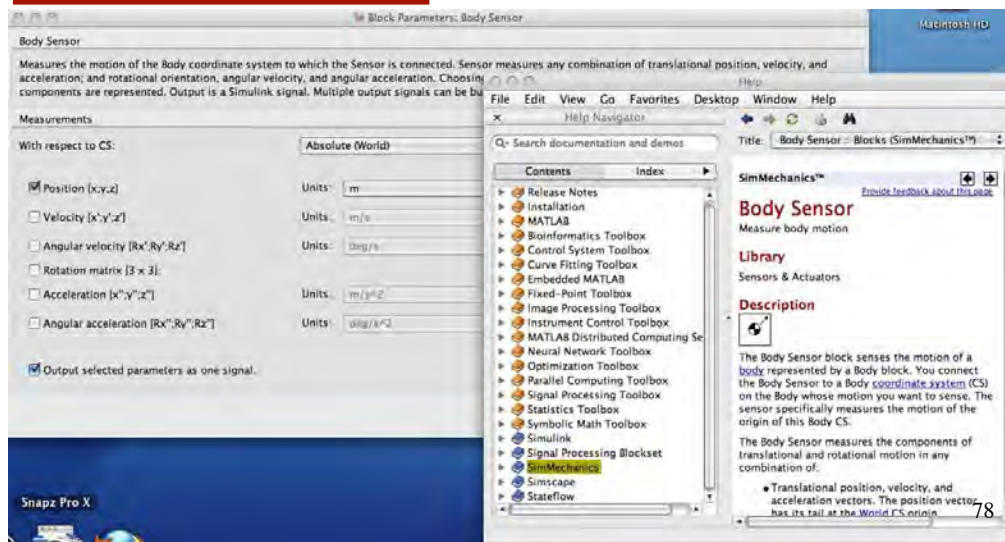 Block Parameters: Body Sensor
Macintosh HD
Body Sensor
Measures the motion of the Body coordinate system to which the Sensor is connected. Sensor measures any combination of translational position, velocity, and
acceleration; and rotational orientation, angular velocity, and angular acceleration. Choosing
components are represented. Output is a Simulink signal. Multiple output signals can be bu
Measurements
With respect to CS: Absolute (World)
Position [x;y;z] Units: m
Velocity [x';y';z'] Units: m/s
Angular velocity [Rx';Ry';Rz'] Units: deg/s
Rotation matrix [3 x 3]:
Acceleration [x'';y'';z''] Units: m/s^2
Angular acceleration [Rx'';Ry'';Rz''] Units: deg/s^2
Output selected parameters as one signal.
Snapz Pro X
Help
File Edit View Go Favorites Desktop Window Help
× Help Navigator
Search documentation and demos
Contents Index
Release Notes
Installation
MATLAB
Bioinformatics Toolbox
Control System Toolbox
Curve Fitting Toolbox
Embedded MATLAB
Fixed-Point Toolbox
Image Processing Toolbox
Instrument Control Toolbox
MATLAB Distributed Computing Se
Neural Network Toolbox
Optimization Toolbox
Parallel Computing Toolbox
Signal Processing Toolbox
Statistics Toolbox
Symbolic Math Toolbox
Simulink
Signal Processing Blockset
SimMechanics
Simscape
Stateflow
Title: Body Sensor : Blocks (SimMechanics™)
SimMechanics™
Provide feedback about this page
Body Sensor
Measure body motion
Library
Sensors & Actuators
Description
The Body Sensor block senses the motion of a
body represented by a Body block. You connect
the Body Sensor to a Body coordinate system (CS)
on the Body whose motion you want to sense. The
sensor specifically measures the motion of the
origin of this Body CS.
The Body Sensor measures the components of
translational and rotational motion in any
combination of:
• Translational position, velocity, and
acceleration vectors. The position vector
has its tail at the World CS origin
78